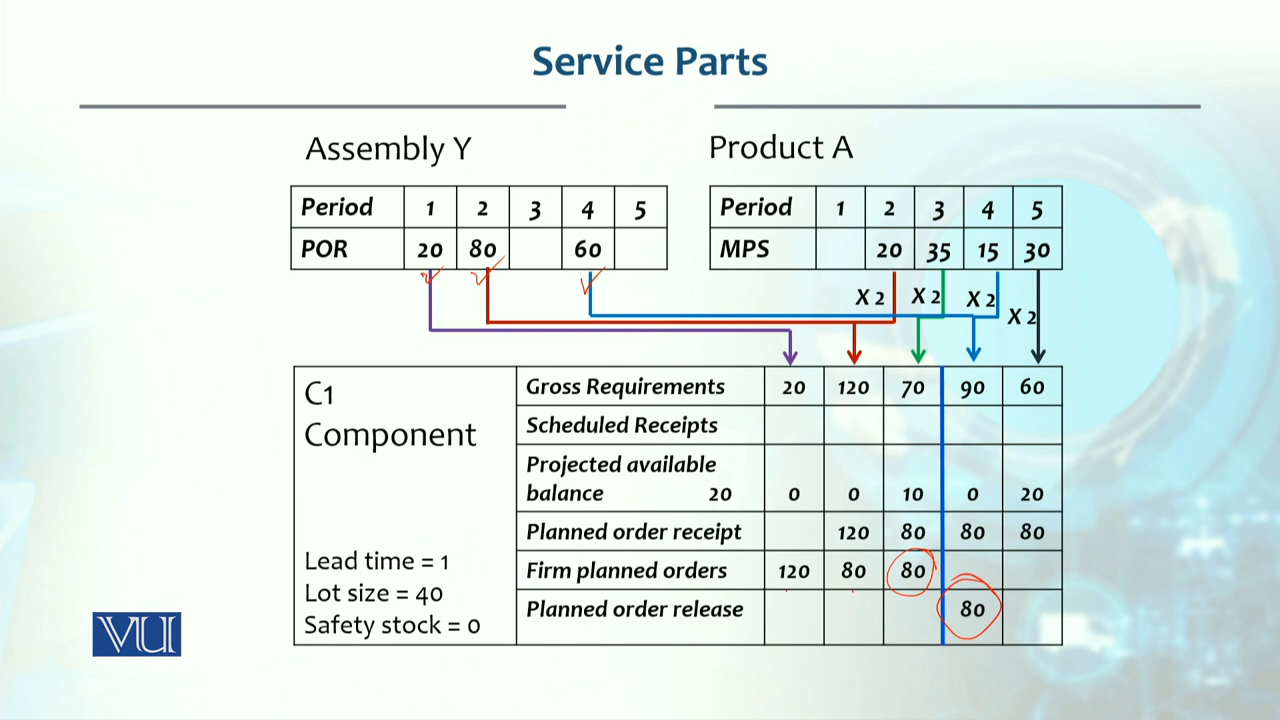 Service Parts
Assembly Y
Period 1 2 3 4 5
POR 20 80 60
Product A
Period 1 2 3 4 5
MPS 20 35 15 30
X 2 X 2 X 2 X 2
C1
Component
Lead time = 1
Lot size = 40
Safety stock = 0
Gross Requirements 20 120 70 90 60
Scheduled Receipts
Projected available
balance 20 0 0 10 0 20
Planned order receipt 120 80 80 80
Firm planned orders 120 80 80
Planned order release 80
VU